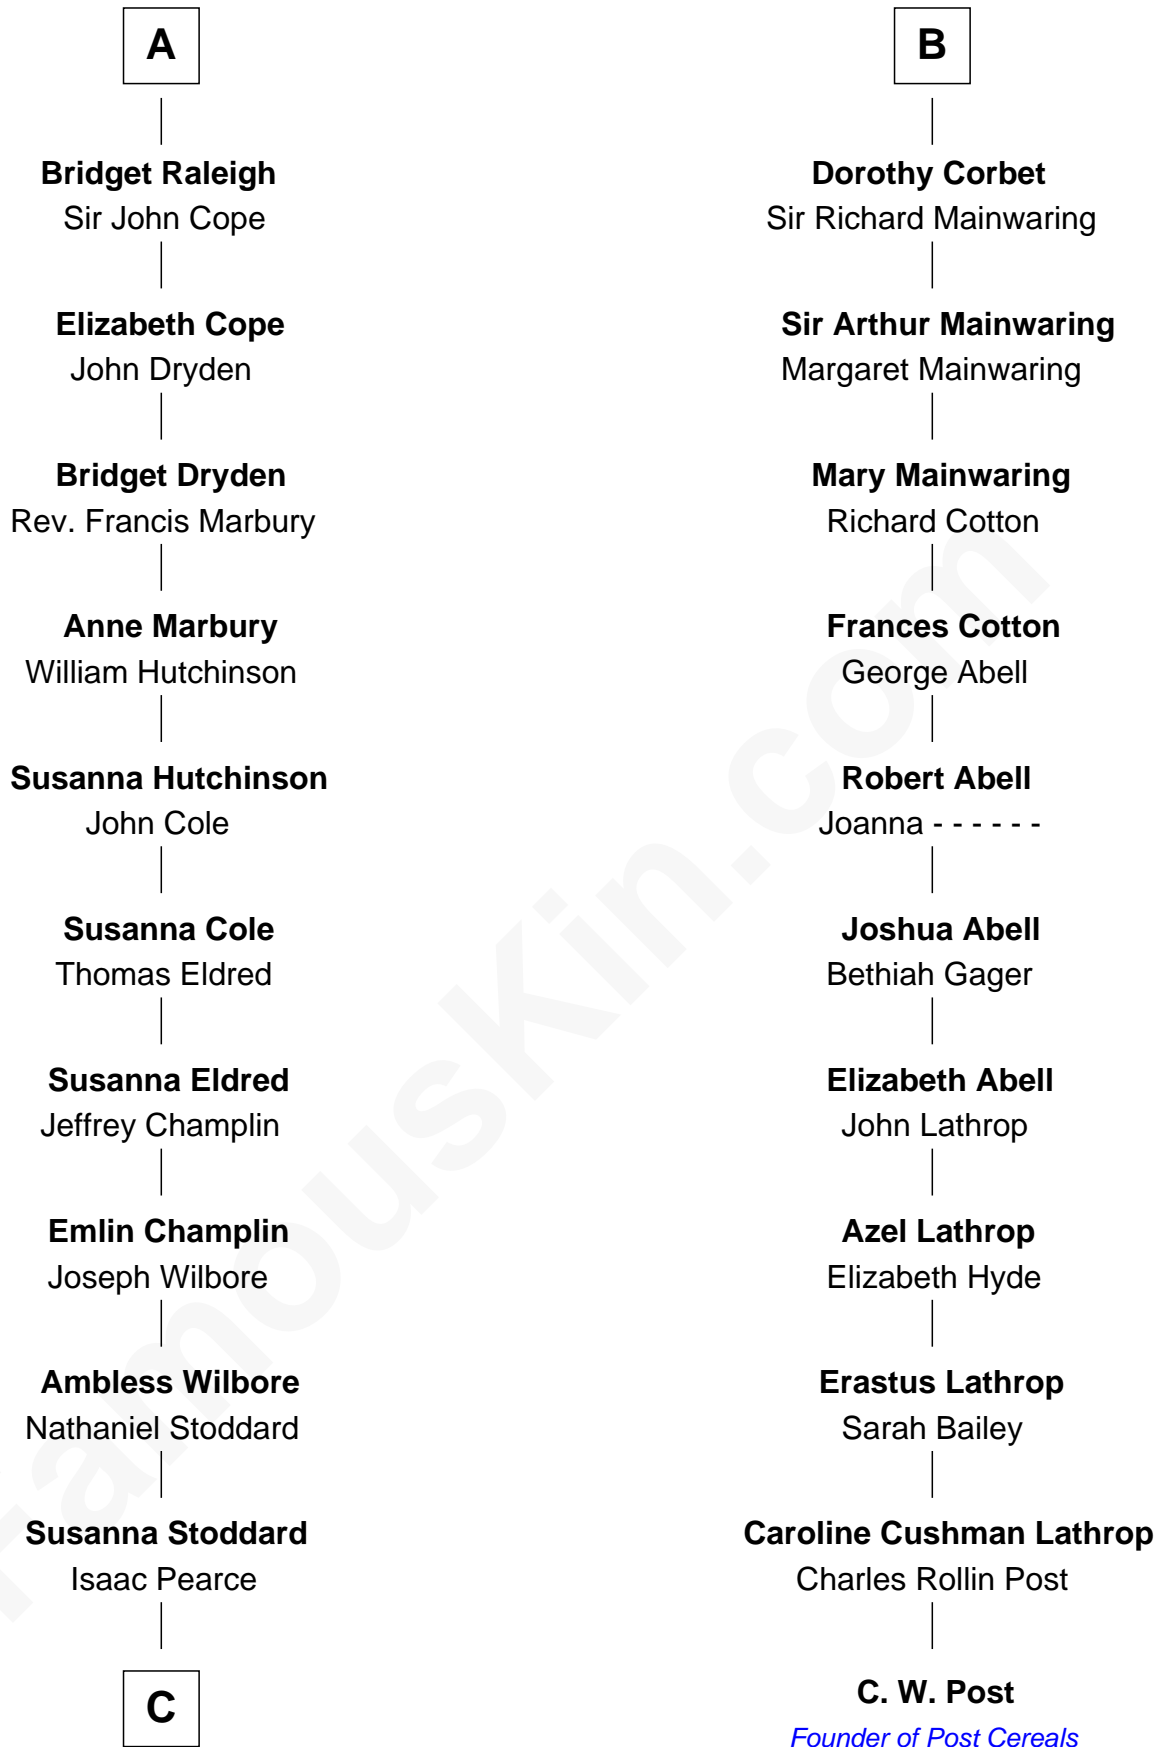 A
Bridget Raleigh
Sir John Cope
Elizabeth Cope
John Dryden
Bridget Dryden
Rev. Francis Marbury
Anne Marbury
William Hutchinson
Susanna Hutchinson
John Cole
Susanna Cole
Thomas Eldred
Susanna Eldred
Jeffrey Champlin
Emlin Champlin
Joseph Wilbore
Ambless Wilbore
Nathaniel Stoddard
Susanna Stoddard
Isaac Pearce
C
B
Dorothy Corbet
Sir Richard Mainwaring
Sir Arthur Mainwaring
Margaret Mainwaring
Mary Mainwaring
Richard Cotton
Frances Cotton
George Abell
Robert Abell
Joanna - - - - - -
Joshua Abell
Bethiah Gager
Elizabeth Abell
John Lathrop
Azel Lathrop
Elizabeth Hyde
Erastus Lathrop
Sarah Bailey
Caroline Cushman Lathrop
Charles Rollin Post
C. W. Post
Founder of Post Cereals
FamousKin.com